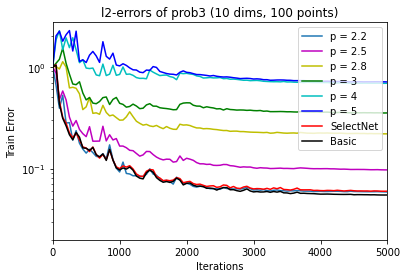 l2-errors of prob3 (10 dims, 100 points)
Train Error
10⁰
10⁻¹
p = 2.2
p = 2.5
p = 2.8
p = 3
p = 4
p = 5
SelectNet
Basic
0 1000 2000 3000 4000 5000
Iterations